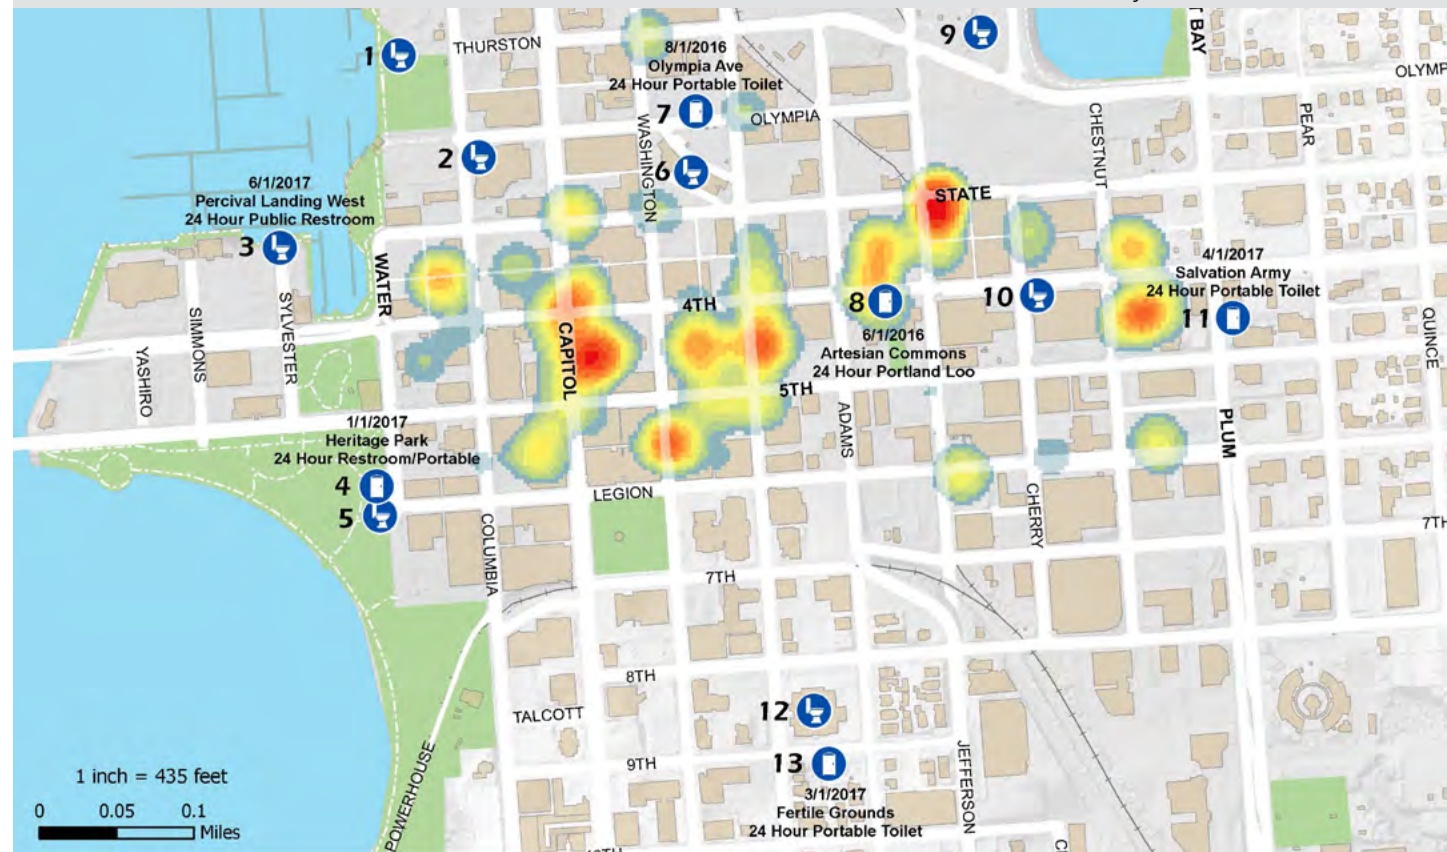 THURSTON
1
8/1/2016
Olympia Ave
24 Hour Portable Toilet
7
9
T BAY
OLYMP
OLYMPIA
WASHINGTON
CHESTNUT
PEAR
2
6
STATE
6/1/2017
Percival Landing West
24 Hour Public Restroom
3
WATER
SIMMONS
SYLVESTER
YASHIRO
4TH
CAPITOL
8
6/1/2016
Artesian Commons
24 Hour Portland Loo
10
4/1/2017
Salvation Army
24 Hour Portable Toilet
11
QUINCE
5TH
ADAMS
PLUM
1/1/2017
Heritage Park
24 Hour Restroom/Portable
4
5
LEGION
COLUMBIA
CHERRY
7TH
7TH
8TH
TALCOTT
12
POWERHOUSE
9TH
13
3/1/2017
Fertile Grounds
24 Hour Portable Toilet
JEFFERSON
1 inch = 435 feet
0 0.05 0.1
Miles